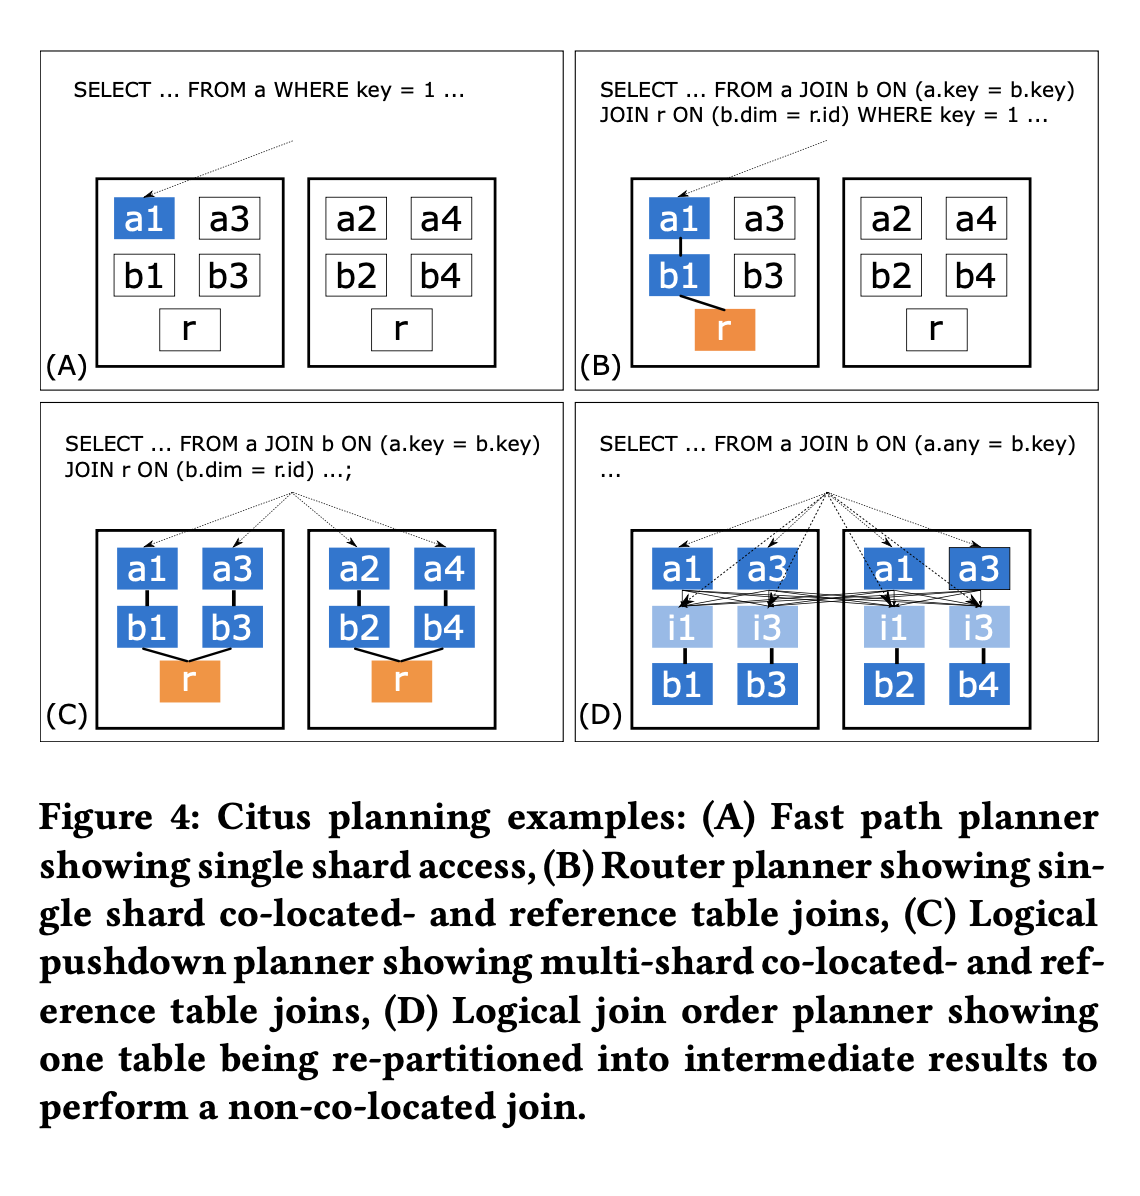 SELECT ... FROM a WHERE key = 1 ...
a1 a3 a2 a4
b1 b3 b2 b4
r r
(A)
SELECT ... FROM a JOIN b ON (a.key = b.key)
JOIN r ON (b.dim = r.id) WHERE key = 1 ...
a1 a3 a2 a4
b1 b3 b2 b4
r r
(B)
SELECT ... FROM a JOIN b ON (a.key = b.key)
JOIN r ON (b.dim = r.id) ...;
a1 a3 a2 a4
b1 b3 b2 b4
r r
(C)
SELECT ... FROM a JOIN b ON (a.any = b.key)
...
a1 a3 a1 a3
i1 i3 i1 i3
b1 b3 b2 b4
(D)
Figure 4: Citus planning examples: (A) Fast path planner
showing single shard access, (B) Router planner showing sin-
gle shard co-located- and reference table joins, (C) Logical
pushdown planner showing multi-shard co-located- and ref-
erence table joins, (D) Logical join order planner showing
one table being re-partitioned into intermediate results to
perform a non-co-located join.